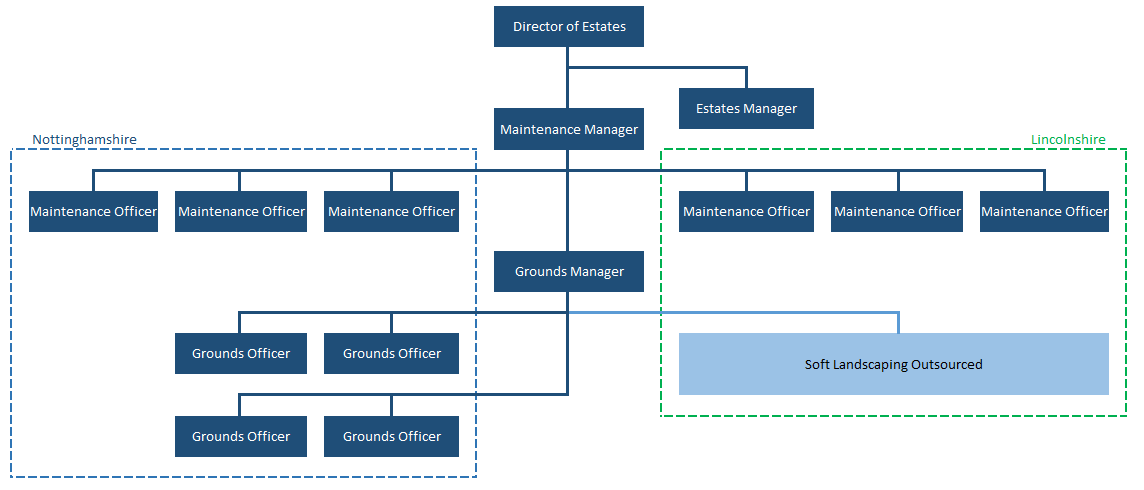 Director of Estates
Estates Manager
Maintenance Manager
Nottinghamshire
Lincolnshire
Maintenance Officer
Maintenance Officer
Maintenance Officer
Maintenance Officer
Maintenance Officer
Maintenance Officer
Grounds Manager
Grounds Officer
Grounds Officer
Soft Landscaping Outsourced
Grounds Officer
Grounds Officer